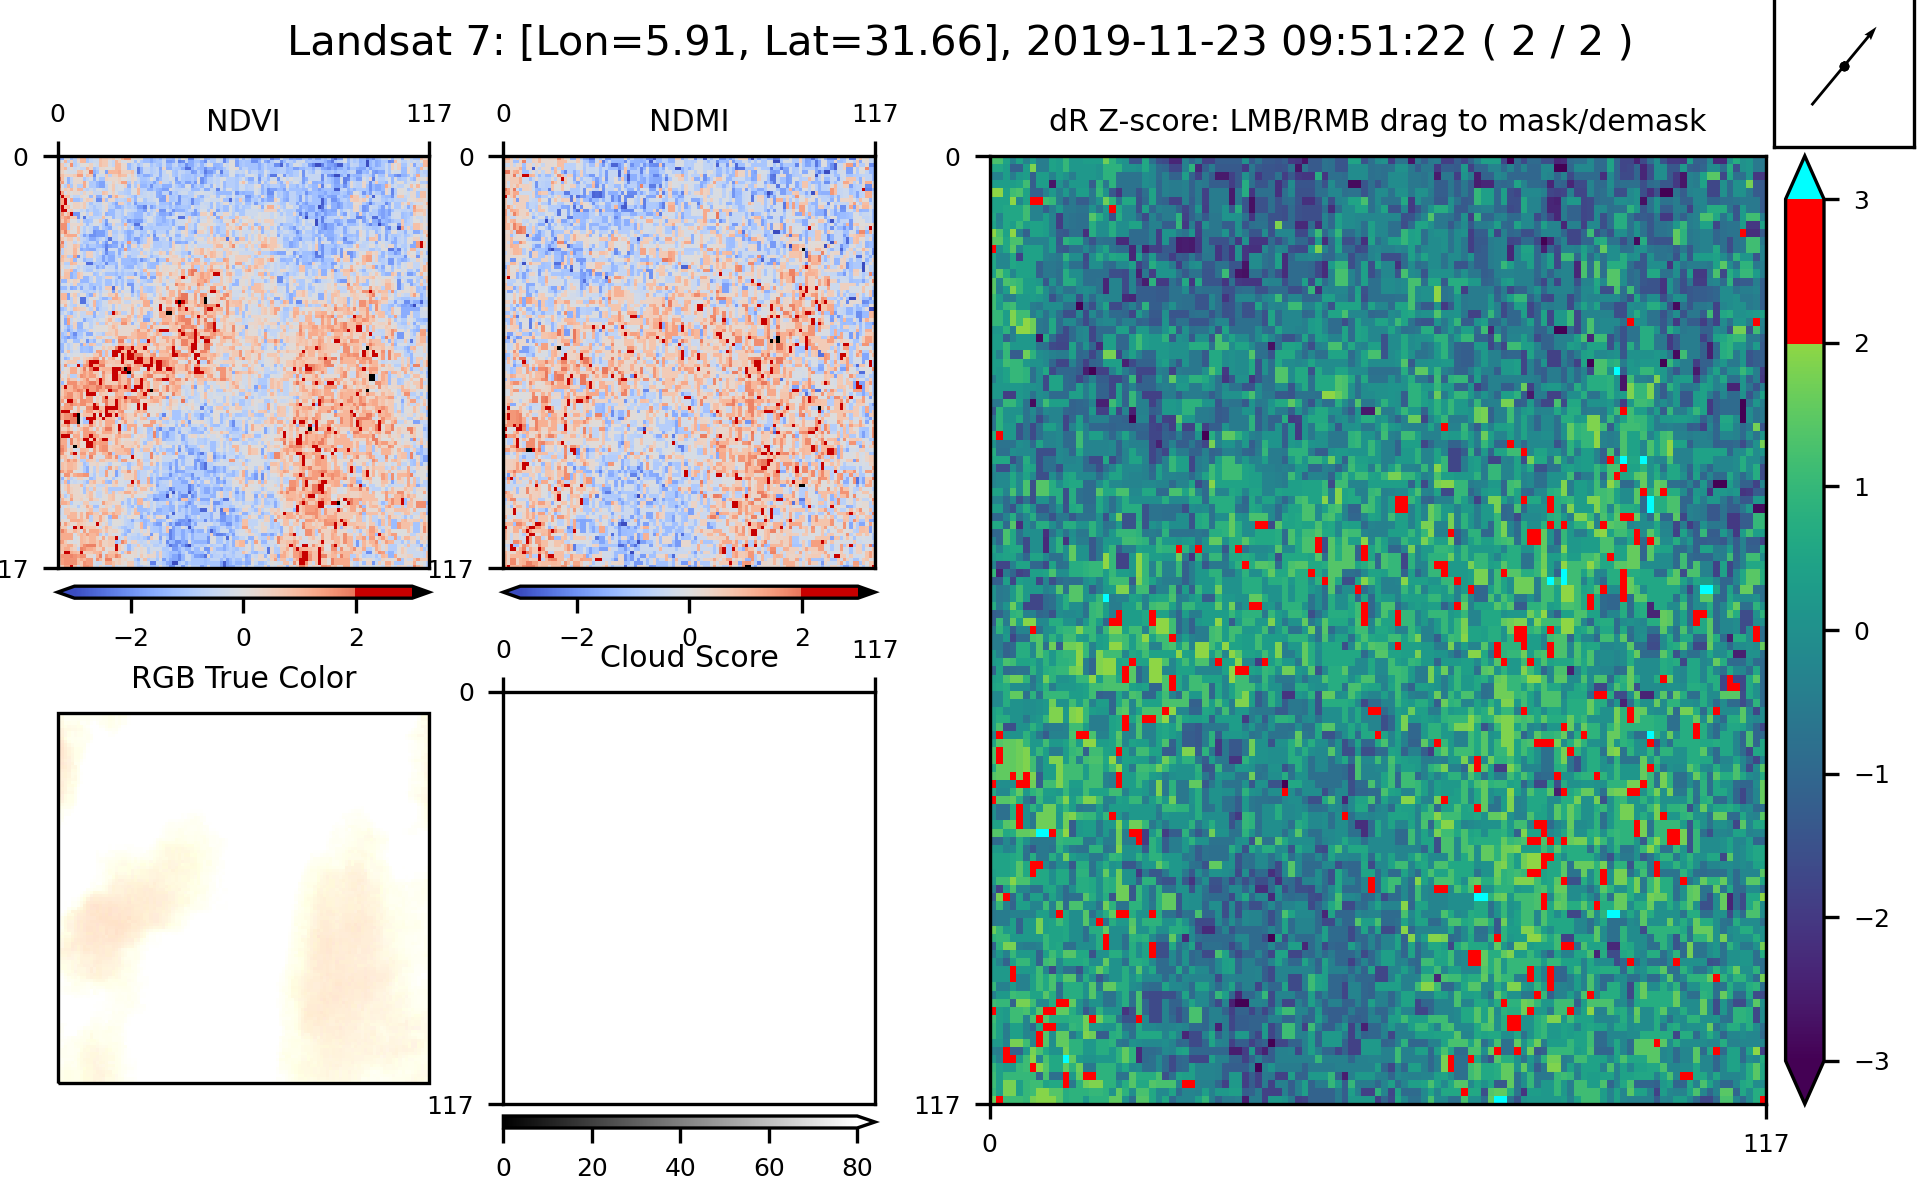 Landsat 7: [Lon=5.91, Lat=31.66], 2019-11-23 09:51:22 ( 2 / 2 )
0 117
NDVI
0
17
−2 0 2
0 117
NDMI
0
117
−2 0 2
RGB True Color
0 117
Cloud Score
0
117
0 20 40 60 80
dR Z-score: LMB/RMB drag to mask/demask
0
117
0 117
3
2
1
0
−1
−2
−3